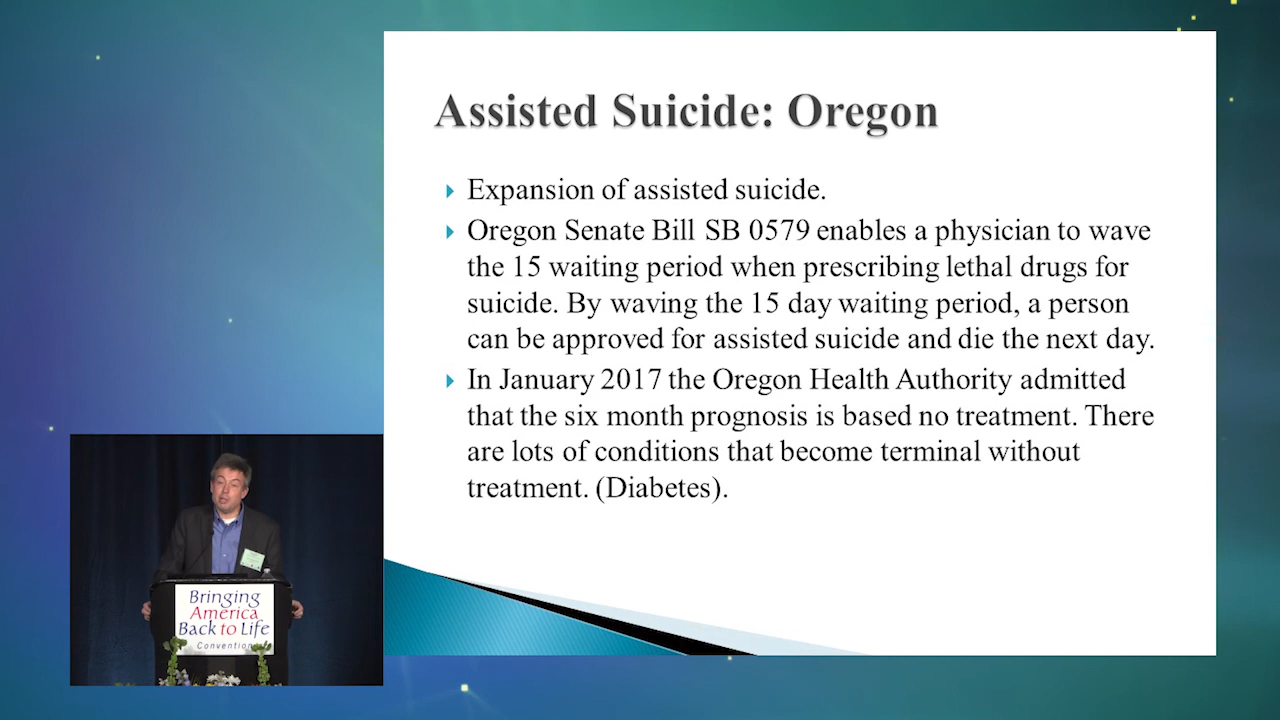 Assisted Suicide: Oregon
Expansion of assisted suicide.
Oregon Senate Bill SB 0579 enables a physician to wave
the 15 waiting period when prescribing lethal drugs for
suicide. By waving the 15 day waiting period, a person
can be approved for assisted suicide and die the next day.
In January 2017 the Oregon Health Authority admitted
that the six month prognosis is based no treatment. There
are lots of conditions that become terminal without
treatment. (Diabetes).
Bringing
America
Back to Life
Convention